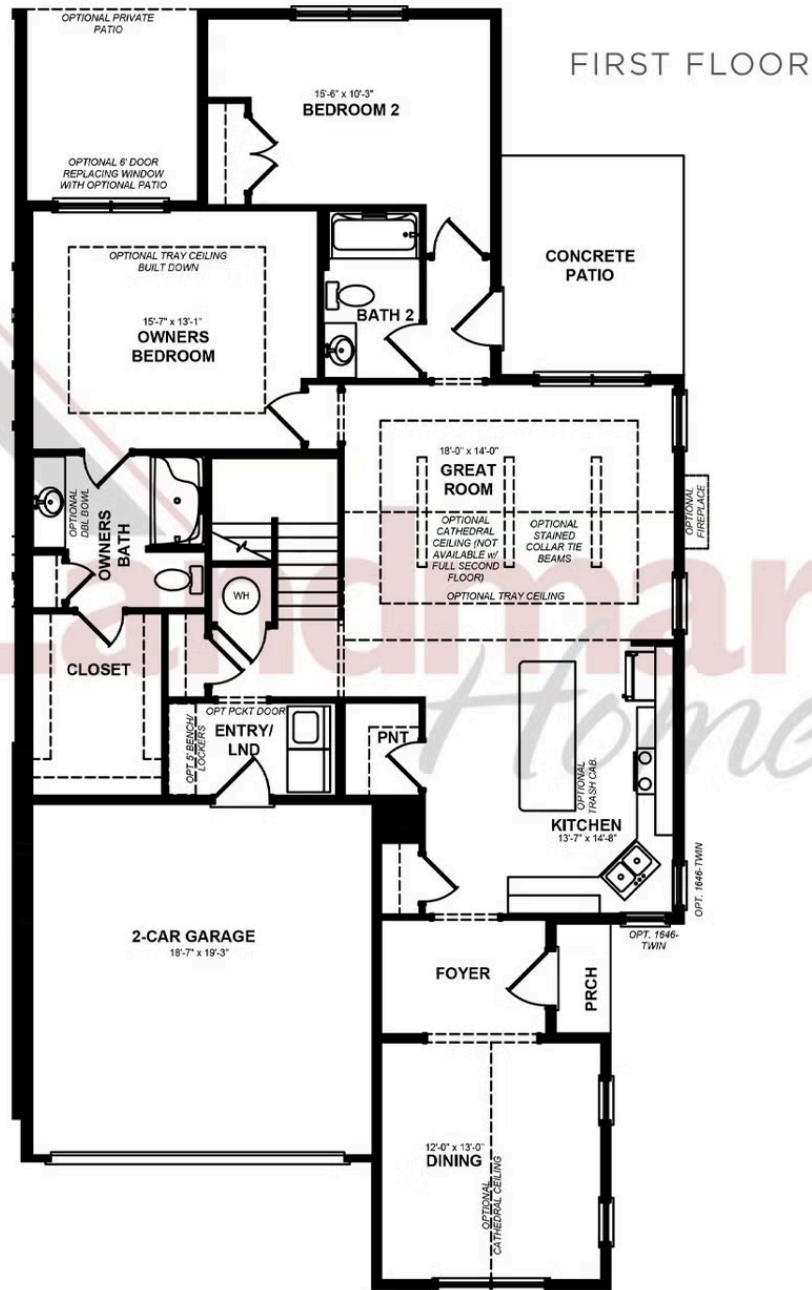 OPTIONAL PRIVATE
PATIO
FIRST FLOOR
15'-6" x 10'-3"
BEDROOM 2
OPTIONAL 6' DOOR
REPLACING WINDOW
WITH OPTIONAL PATIO
CONCRETE
PATIO
OPTIONAL TRAY CEILING
BUILT DOWN
15'-7" x 13'-1"
OWNERS
BEDROOM
BATH 2
18'-0" x 14'-0"
GREAT
ROOM
OPTIONAL
CATHEDRAL
CEILING (NOT
AVAILABLE w/
FULL SECOND
FLOOR)
OPTIONAL
STAINED
COLLAR TIE
BEAMS
OPTIONAL TRAY CEILING
OPTIONAL
FIREPLACE
OPTIONAL
DBL BOWL
OWNERS
BATH
WH
Landmar
Home
CLOSET
OPT PCKT DOOR
OPT 5' BENCH/
LOCKERS
ENTRY/
LND
PNT
OPTIONAL
TRASH CAB.
KITCHEN
13'-7" x 14'-8"
OPT. 1646-TWIN
OPT. 1646-
TWIN
2-CAR GARAGE
18'-7" x 19'-3"
FOYER
PRCH
12'-0" x 13'-0"
DINING
OPTIONAL
CATHEDRAL CEILING